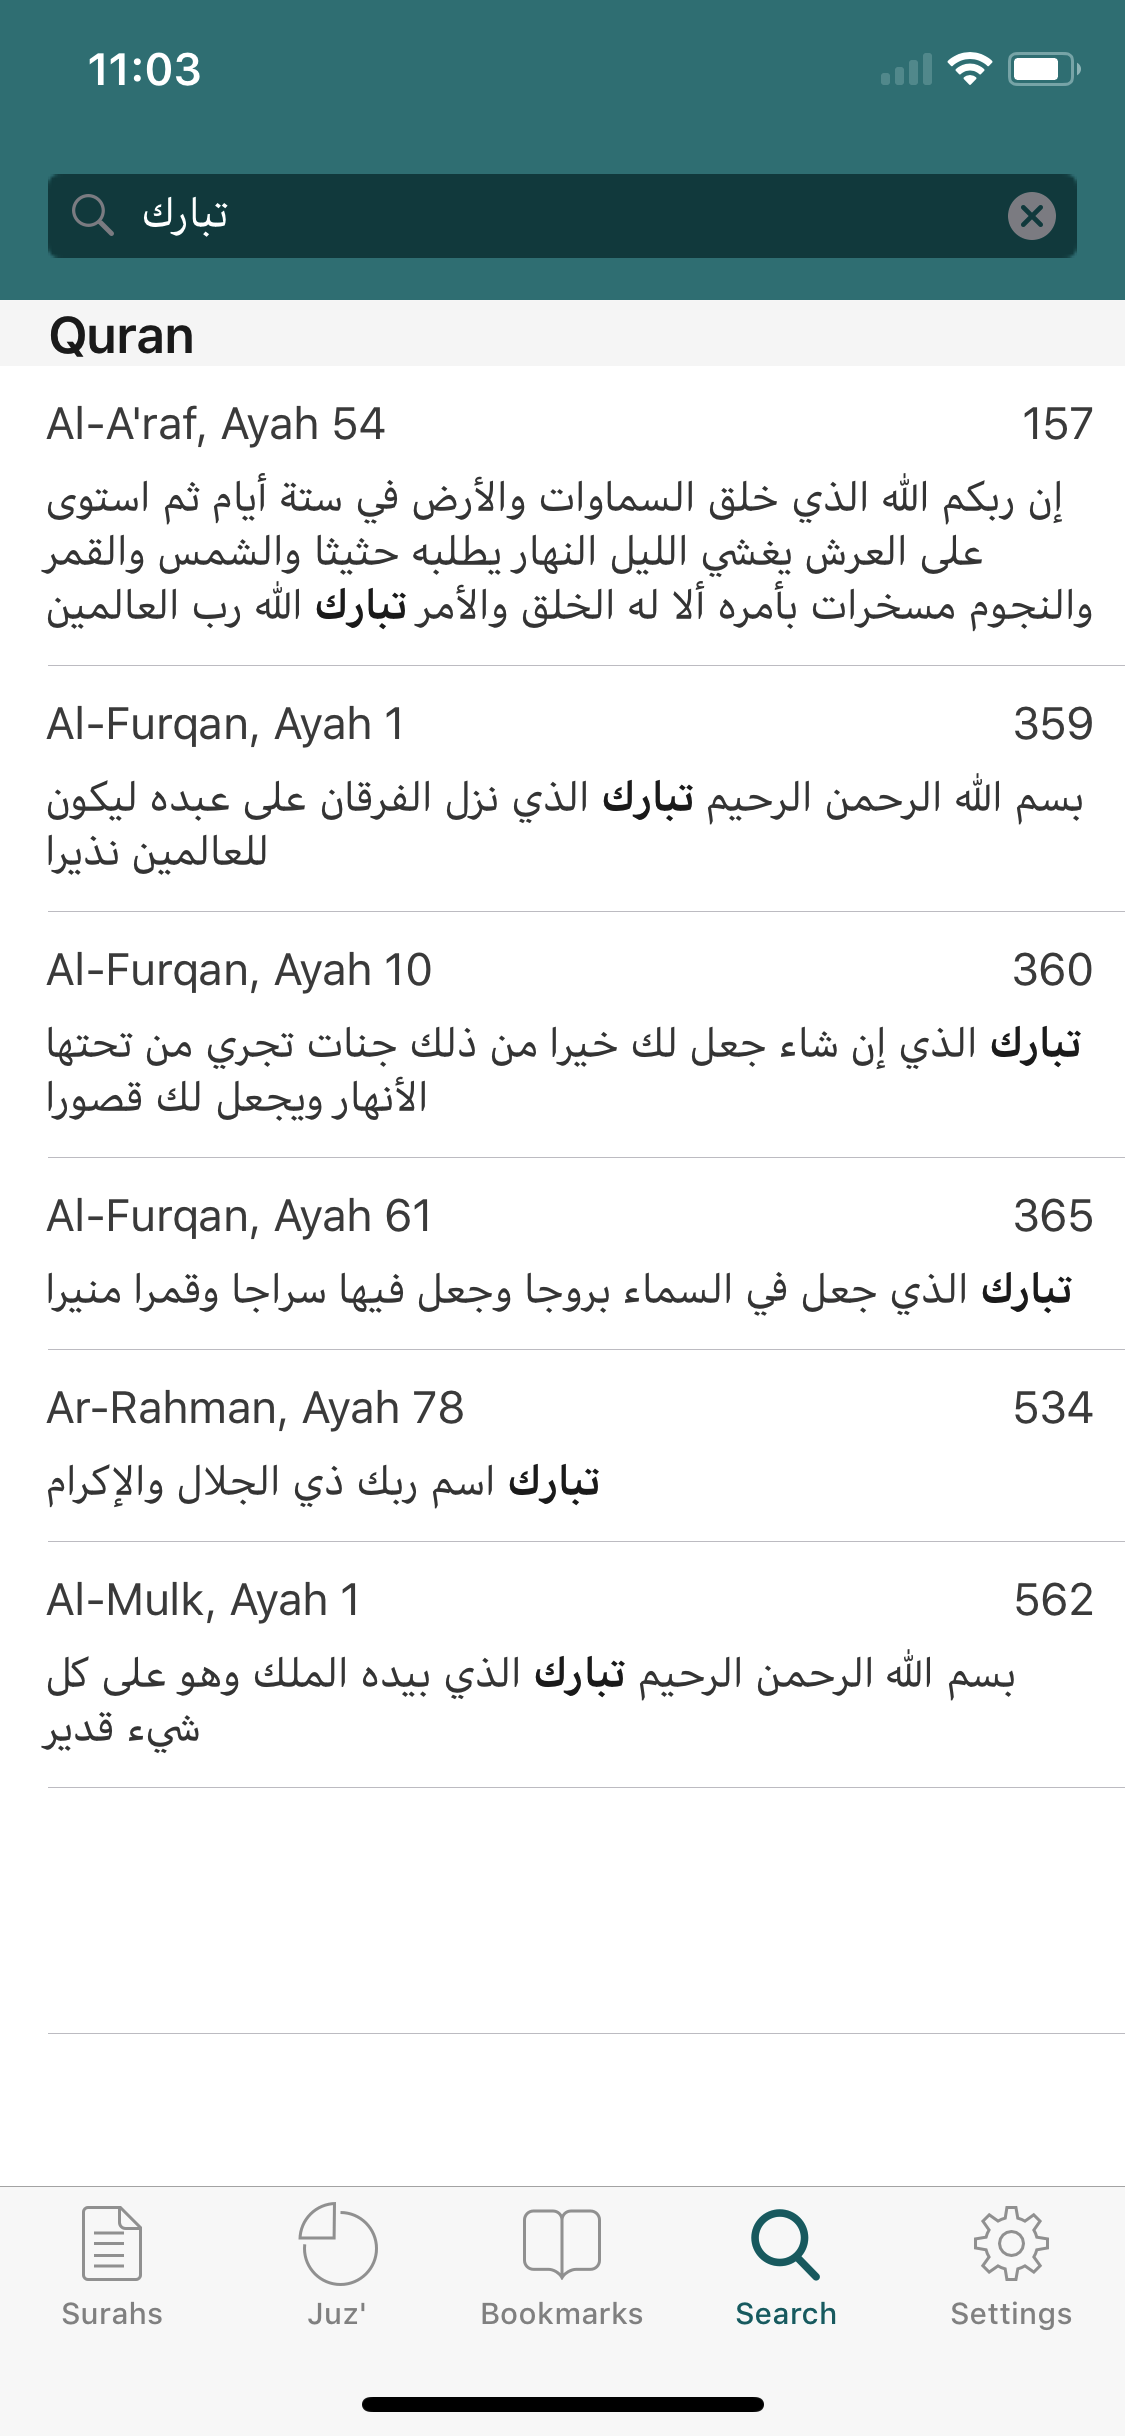 11:03
تبارك
Quran
Al-A'raf, Ayah 54 157
إن ربكم الله الذي خلق السماوات والأرض في ستة أيام ثم استوى
على العرش يغشي الليل النهار يطلبه حثيثا والشمس والقمر
والنجوم مسخرات بأمره ألا له الخلق والأمر تبارك الله رب العالمين
Al-Furqan, Ayah 1 359
بسم الله الرحمن الرحيم تبارك الذي نزل الفرقان على عبده ليكون
للعالمين نذيرا
Al-Furqan, Ayah 10 360
تبارك الذي إن شاء جعل لك خيرا من ذلك جنات تجري من تحتها
الأنهار ويجعل لك قصورا
Al-Furqan, Ayah 61 365
تبارك الذي جعل في السماء بروجا وجعل فيها سراجا وقمرا منيرا
Ar-Rahman, Ayah 78 534
تبارك اسم ربك ذي الجلال والإكرام
Al-Mulk, Ayah 1 562
بسم الله الرحمن الرحيم تبارك الذي بيده الملك وهو على كل
شيء قدير
Surahs Juz' Bookmarks Search Settings